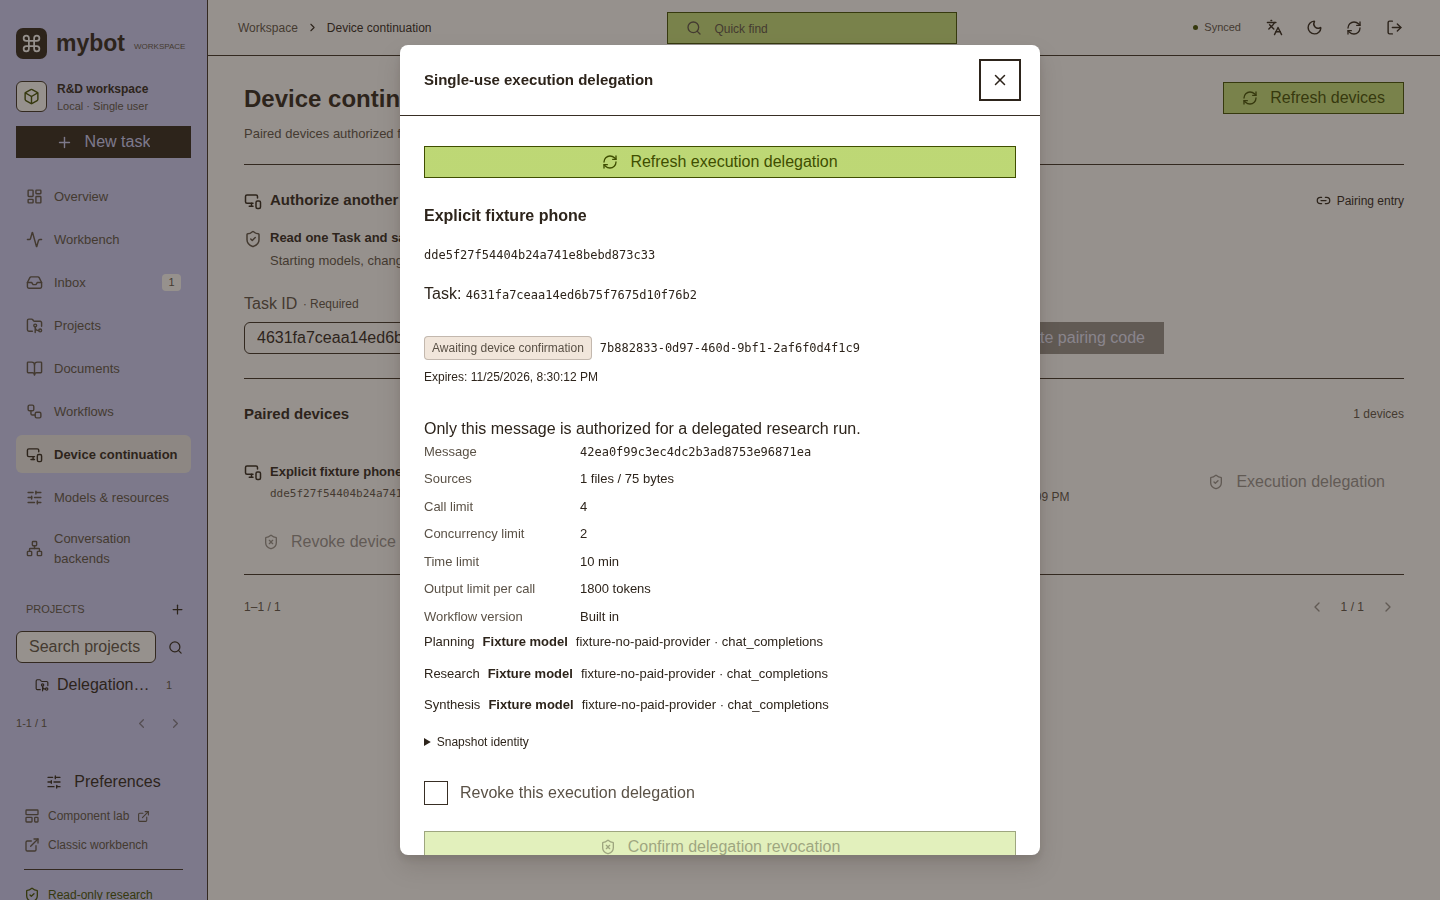 mybot WORKSPACE
R&D workspace
Local · Single user
New task
Overview
Workbench
Inbox 1
Projects
Documents
Workflows
Device continuation
Models & resources
Conversation
backends
PROJECTS
Search projects
Delegation… 1
1-1 / 1
Preferences
Component lab
Classic workbench
Read-only research
Workspace Device continuation
Quick find
Synced
Device contin
Refresh devices
Paired devices authorized f
Authorize another
Pairing entry
Read one Task and sa
Starting models, chang
Task ID · Required
4631fa7ceaa14ed6b
te pairing code
Paired devices
1 devices
Explicit fixture phone
dde5f27f54404b24a741
09 PM
Execution delegation
Revoke device
1–1 / 1
1 / 1
Single-use execution delegation
Refresh execution delegation
Explicit fixture phone
dde5f27f54404b24a741e8bebd873c33
Task: 4631fa7ceaa14ed6b75f7675d10f76b2
Awaiting device confirmation 7b882833-0d97-460d-9bf1-2af6f0d4f1c9
Expires: 11/25/2026, 8:30:12 PM
Only this message is authorized for a delegated research run.
Message 42ea0f99c3ec4dc2b3ad8753e96871ea
Sources 1 files / 75 bytes
Call limit 4
Concurrency limit 2
Time limit 10 min
Output limit per call 1800 tokens
Workflow version Built in
Planning Fixture model fixture-no-paid-provider · chat_completions
Research Fixture model fixture-no-paid-provider · chat_completions
Synthesis Fixture model fixture-no-paid-provider · chat_completions
Snapshot identity
Revoke this execution delegation
Confirm delegation revocation